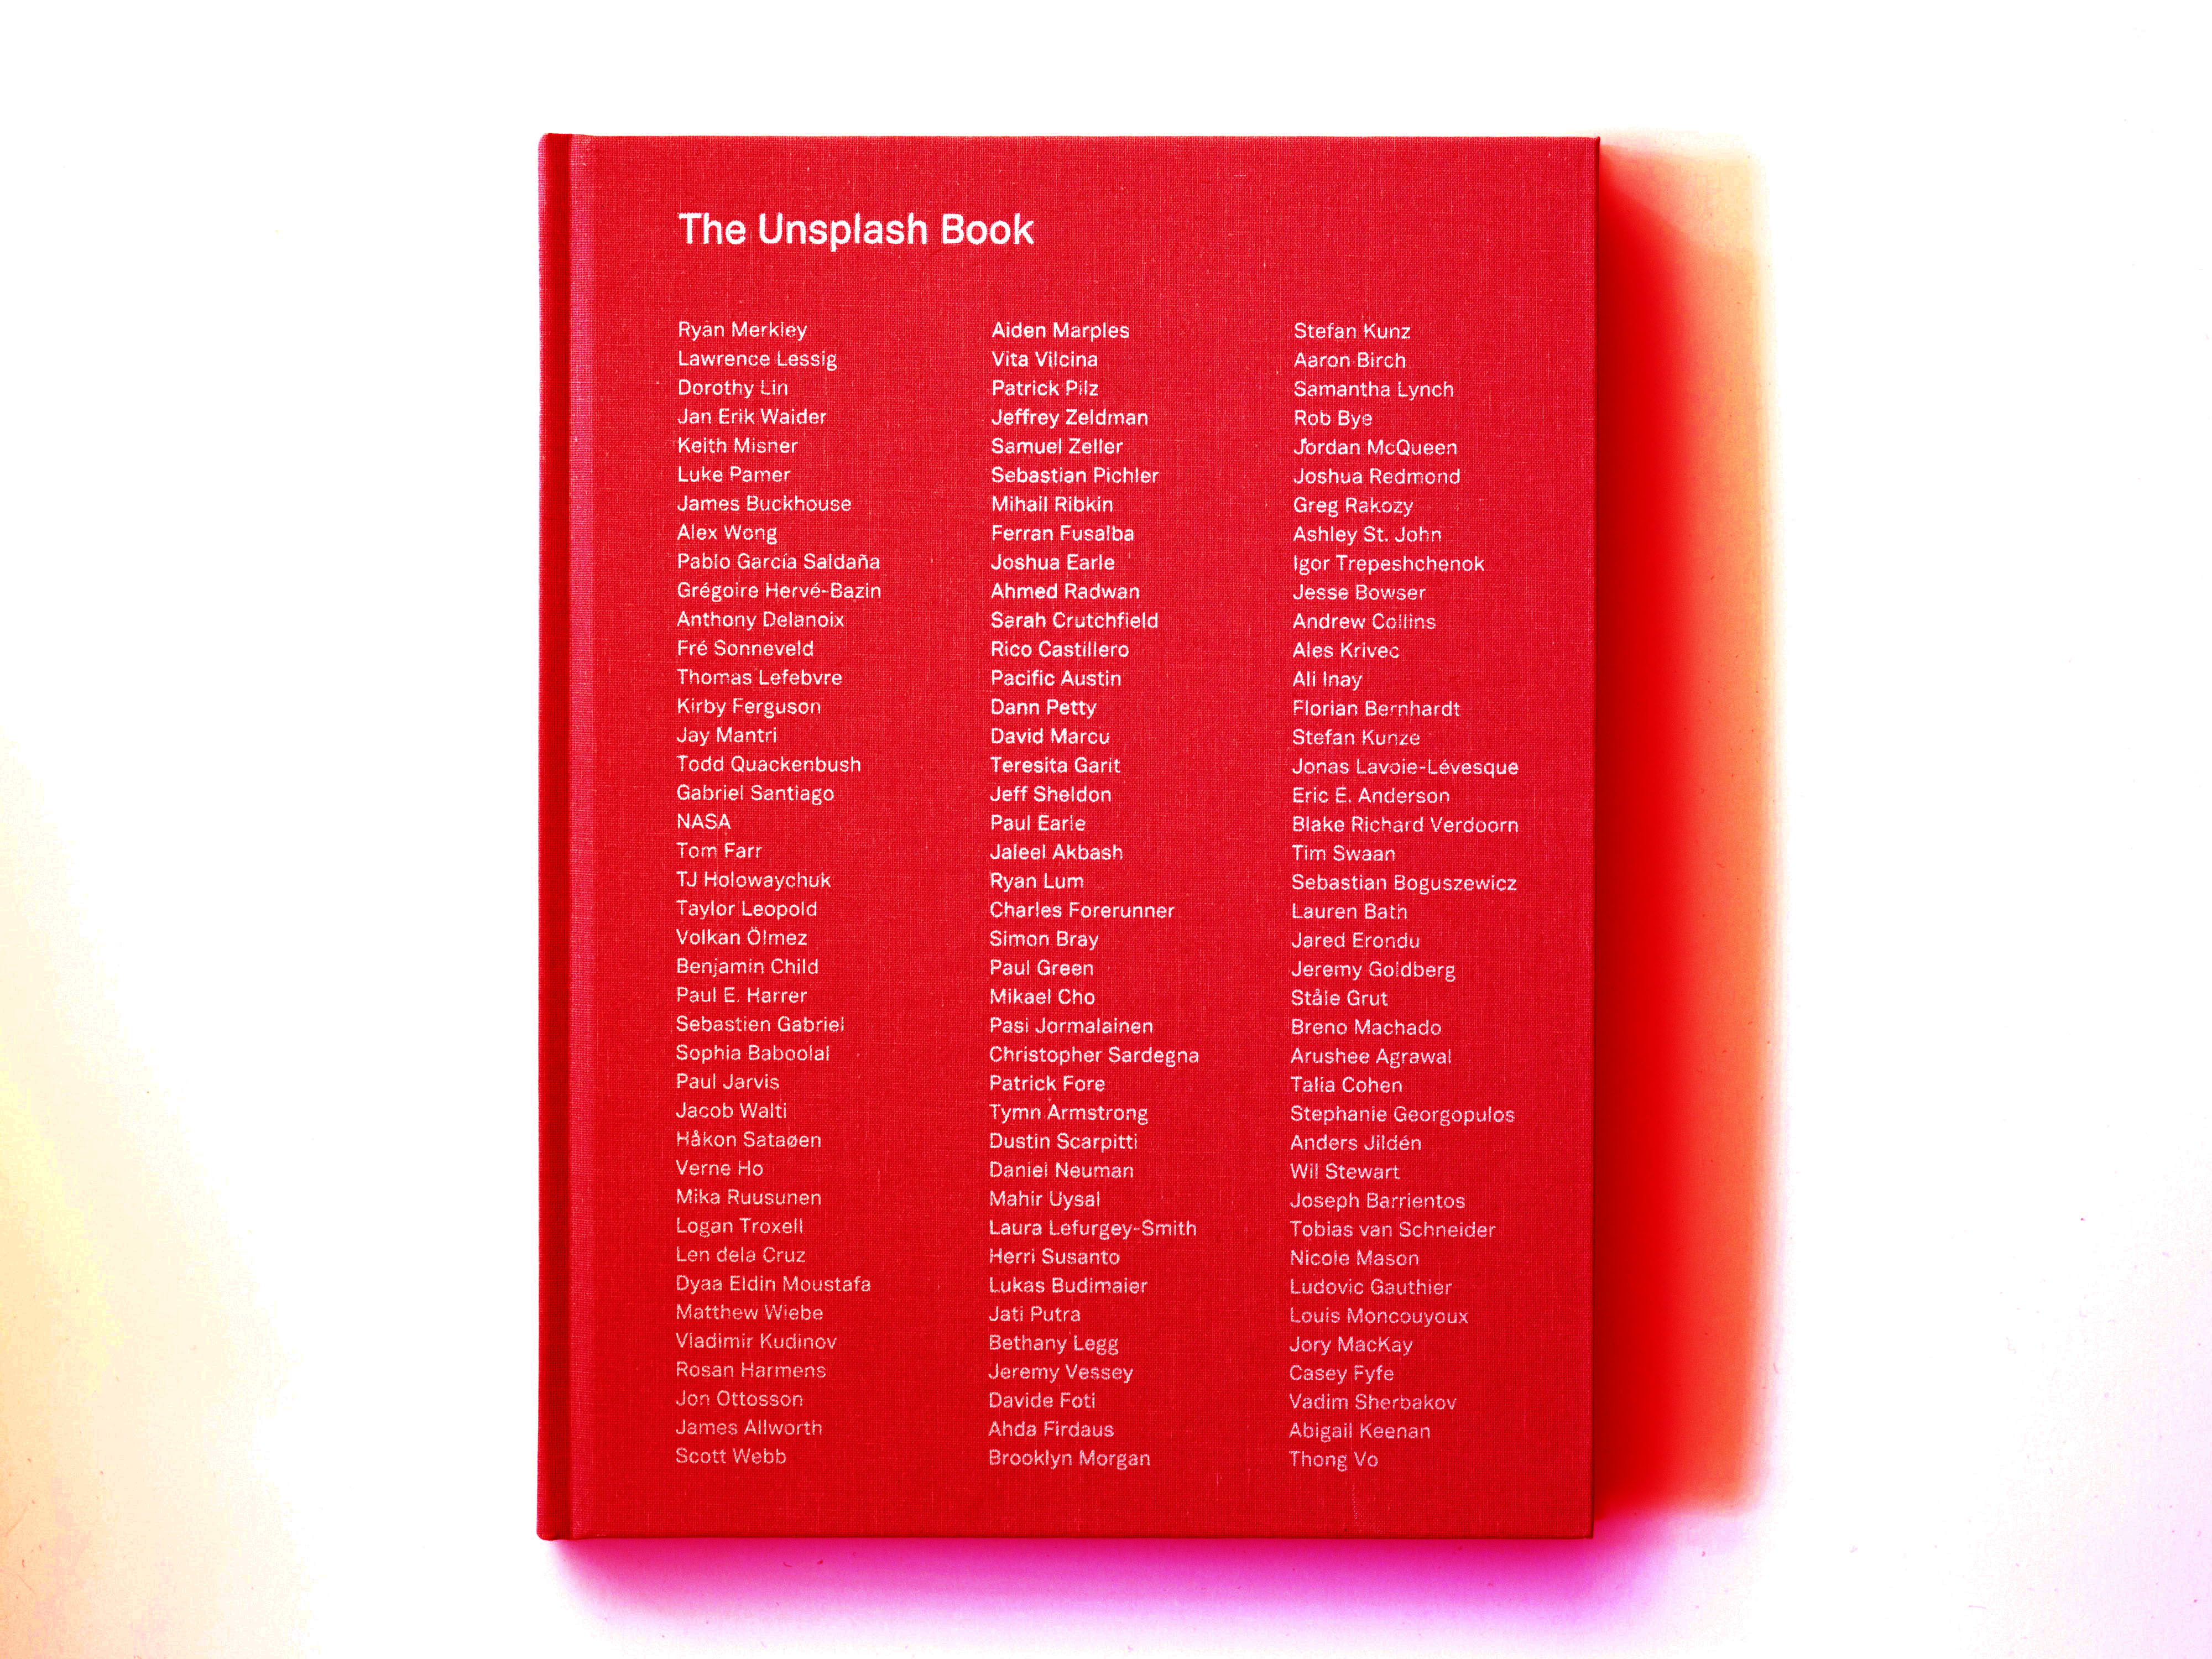 The Unsplash Book
Ryan Merkley
Lawrence Lessig
Dorothy Lin
Jan Erik Waider
Keith Misner
Luke Pamer
James Buckhouse
Alex Wong
Pablo García Saldaña
Grégoire Hervé-Bazin
Anthony Delanoix
Fré Sonneveld
Thomas Lefebvre
Kirby Ferguson
Jay Mantri
Todd Quackenbush
Gabriel Santiago
NASA
Tom Farr
TJ Holowaychuk
Taylor Leopold
Volkan Ölmez
Benjamin Child
Paul E. Harrer
Sebastien Gabriel
Sophia Baboolal
Paul Jarvis
Jacob Walti
Håkon Sataøen
Verne Ho
Mika Ruusunen
Logan Troxell
Len dela Cruz
Dyaa Eldin Moustafa
Matthew Wiebe
Vladimir Kudinov
Rosan Harmens
Jon Ottosson
James Allworth
Scott Webb
Aiden Marples
Vita Vilcina
Patrick Pilz
Jeffrey Zeldman
Samuel Zeller
Sebastian Pichler
Mihail Ribkin
Ferran Fusalba
Joshua Earle
Ahmed Radwan
Sarah Crutchfield
Rico Castillero
Pacific Austin
Dann Petty
David Marcu
Teresita Garit
Jeff Sheldon
Paul Earle
Jaleel Akbash
Ryan Lum
Charles Forerunner
Simon Bray
Paul Green
Mikael Cho
Pasi Jormalainen
Christopher Sardegna
Patrick Fore
Tymn Armstrong
Dustin Scarpitti
Daniel Neuman
Mahir Uysal
Laura Lefurgey-Smith
Herri Susanto
Lukas Budimaier
Jati Putra
Bethany Legg
Jeremy Vessey
Davide Foti
Ahda Firdaus
Brooklyn Morgan
Stefan Kunz
Aaron Birch
Samantha Lynch
Rob Bye
Jordan McQueen
Joshua Redmond
Greg Rakozy
Ashley St. John
Igor Trepeshchenok
Jesse Bowser
Andrew Collins
Ales Krivec
Ali Inay
Florian Bernhardt
Stefan Kunze
Jonas Lavoie-Lévesque
Eric E. Anderson
Blake Richard Verdoorn
Tim Swaan
Sebastian Boguszewicz
Lauren Bath
Jared Erondu
Jeremy Goldberg
Ståle Grut
Breno Machado
Arushee Agrawal
Talia Cohen
Stephanie Georgopulos
Anders Jildén
Wil Stewart
Joseph Barrientos
Tobias van Schneider
Nicole Mason
Ludovic Gauthier
Louis Moncouyoux
Jory MacKay
Casey Fyfe
Vadim Sherbakov
Abigail Keenan
Thong Vo